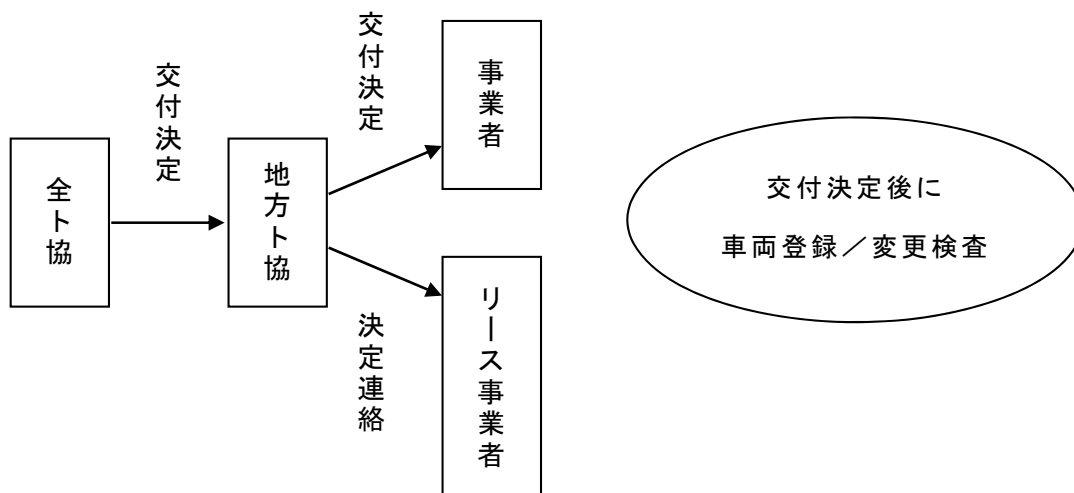 全ト協
交付決定
地方ト協
交付決定
事業者
決定連絡
リース事業者
交付決定後に
車両登録／変更検査